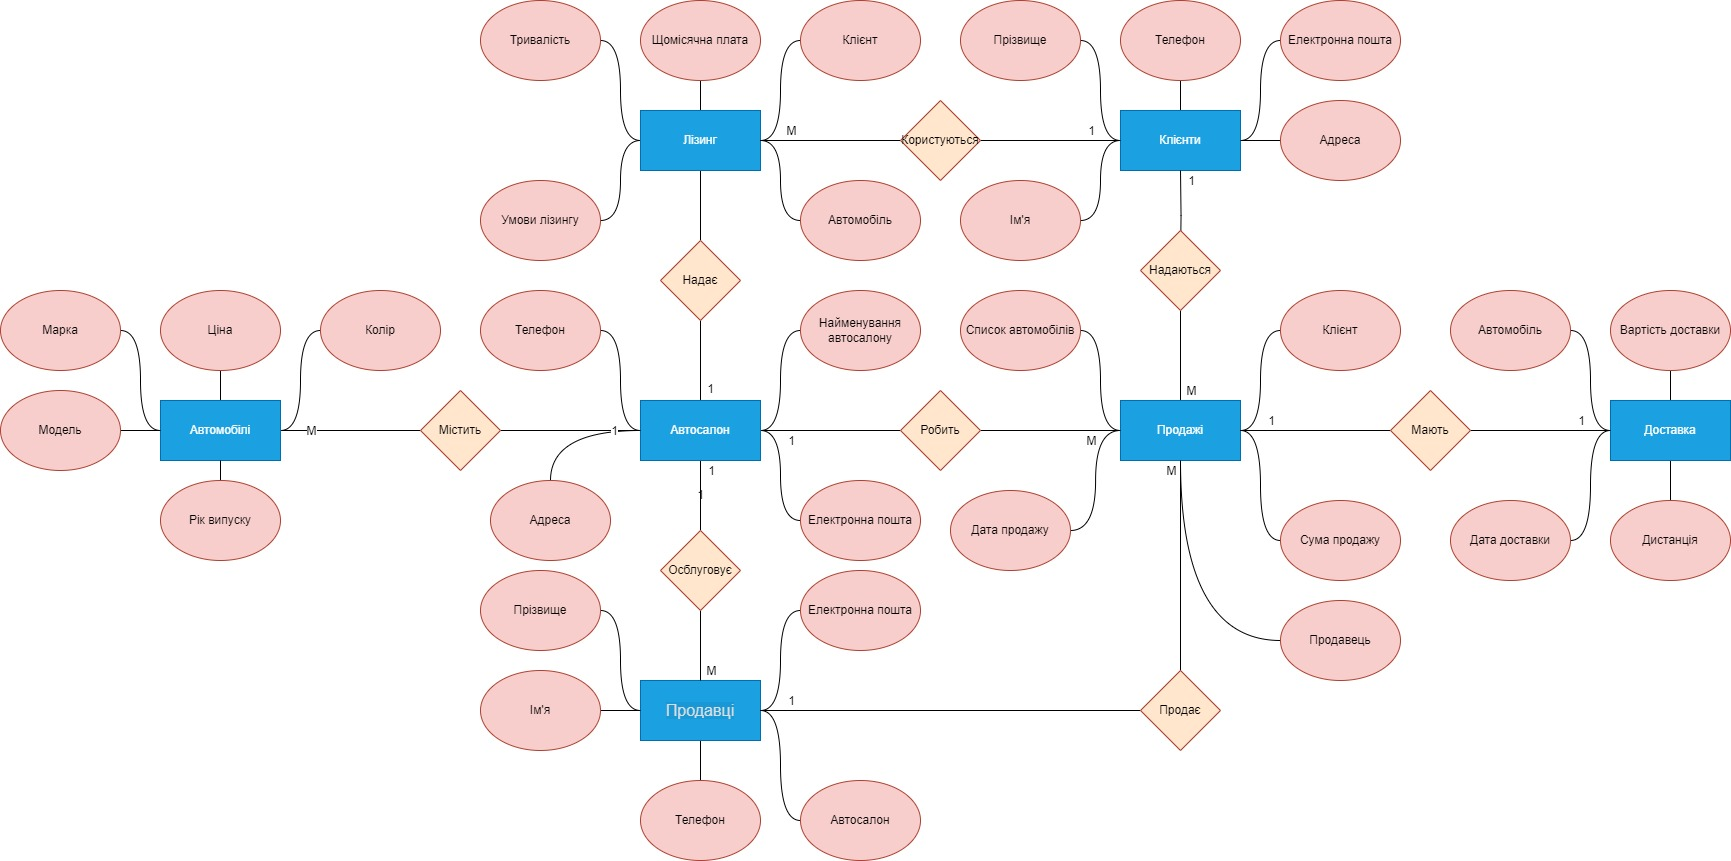 Тривалість
Щомісячна плата
Клієнт
Прізвище
Телефон
Електронна пошта
Лізинг
М
Користуються
1
Клієнти
Адреса
1
Умови лізингу
Автомобіль
Ім'я
Надає
Надаються
Марка
Ціна
Колір
Телефон
Найменування
автосалону
Список автомобілів
Клієнт
Автомобіль
Вартість доставки
1
М
Модель
Автомобілі
М
Містить
1
Автосалон
1
Робить
М
Продажі
1
Мають
1
Доставка
1
М
1
Рік випуску
Адреса
Електронна пошта
Дата продажу
Сума продажу
Дата доставки
Дистанція
Осблуговує
Прізвище
Електронна пошта
Продавець
М
Ім'я
Продавці
1
Продає
Телефон
Автосалон